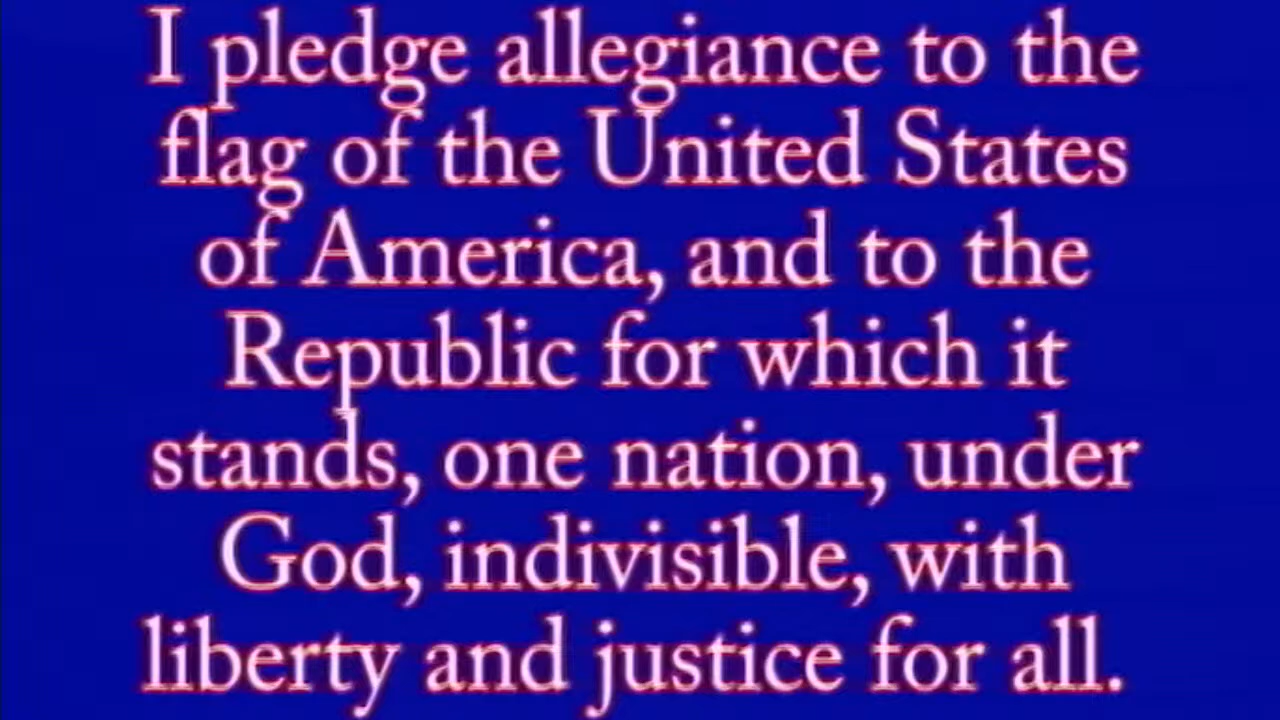 I pledge allegiance to the
flag of the United States
of America, and to the
Republic for which it
stands, one nation, under
God, indivisible, with
liberty and justice for all.